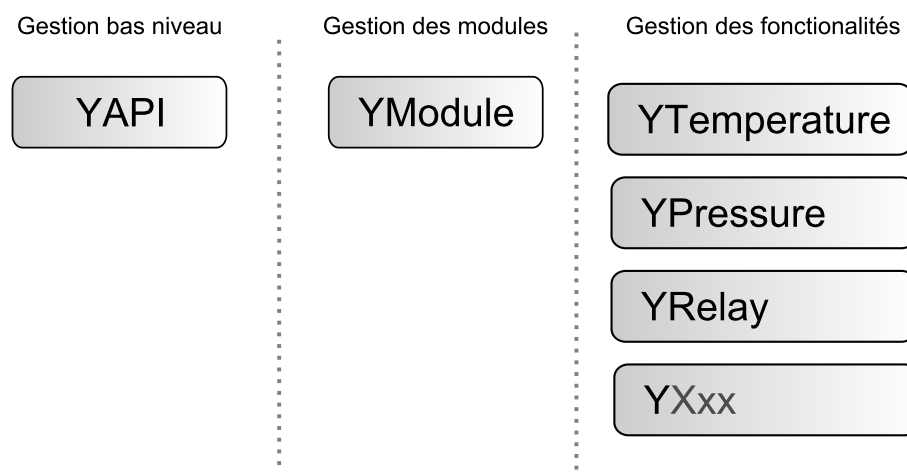 Gestion bas niveau
Gestion des modules
Gestion des fonctionalités
YAPI
YModule
YTemperature
YPressure
YRelay
YXxx